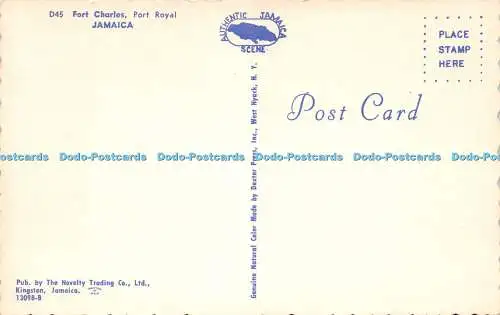 D45 Fort Charles, Port Royal
JAMAICA
AUTHENTIC JAMAICA
SCENE
PLACE
STAMP
HERE
Post Card
Dodo-Postcards Dodo-Postcards Dodo-Postcards Dodo-Postcards Dodo-Postcards
Genuine Natural Color Made by Dexter Press, Inc., West Nyack, N. Y.
Pub. by The Novelty Trading Co., Ltd.,
Kingston, Jamaica.
13098-B